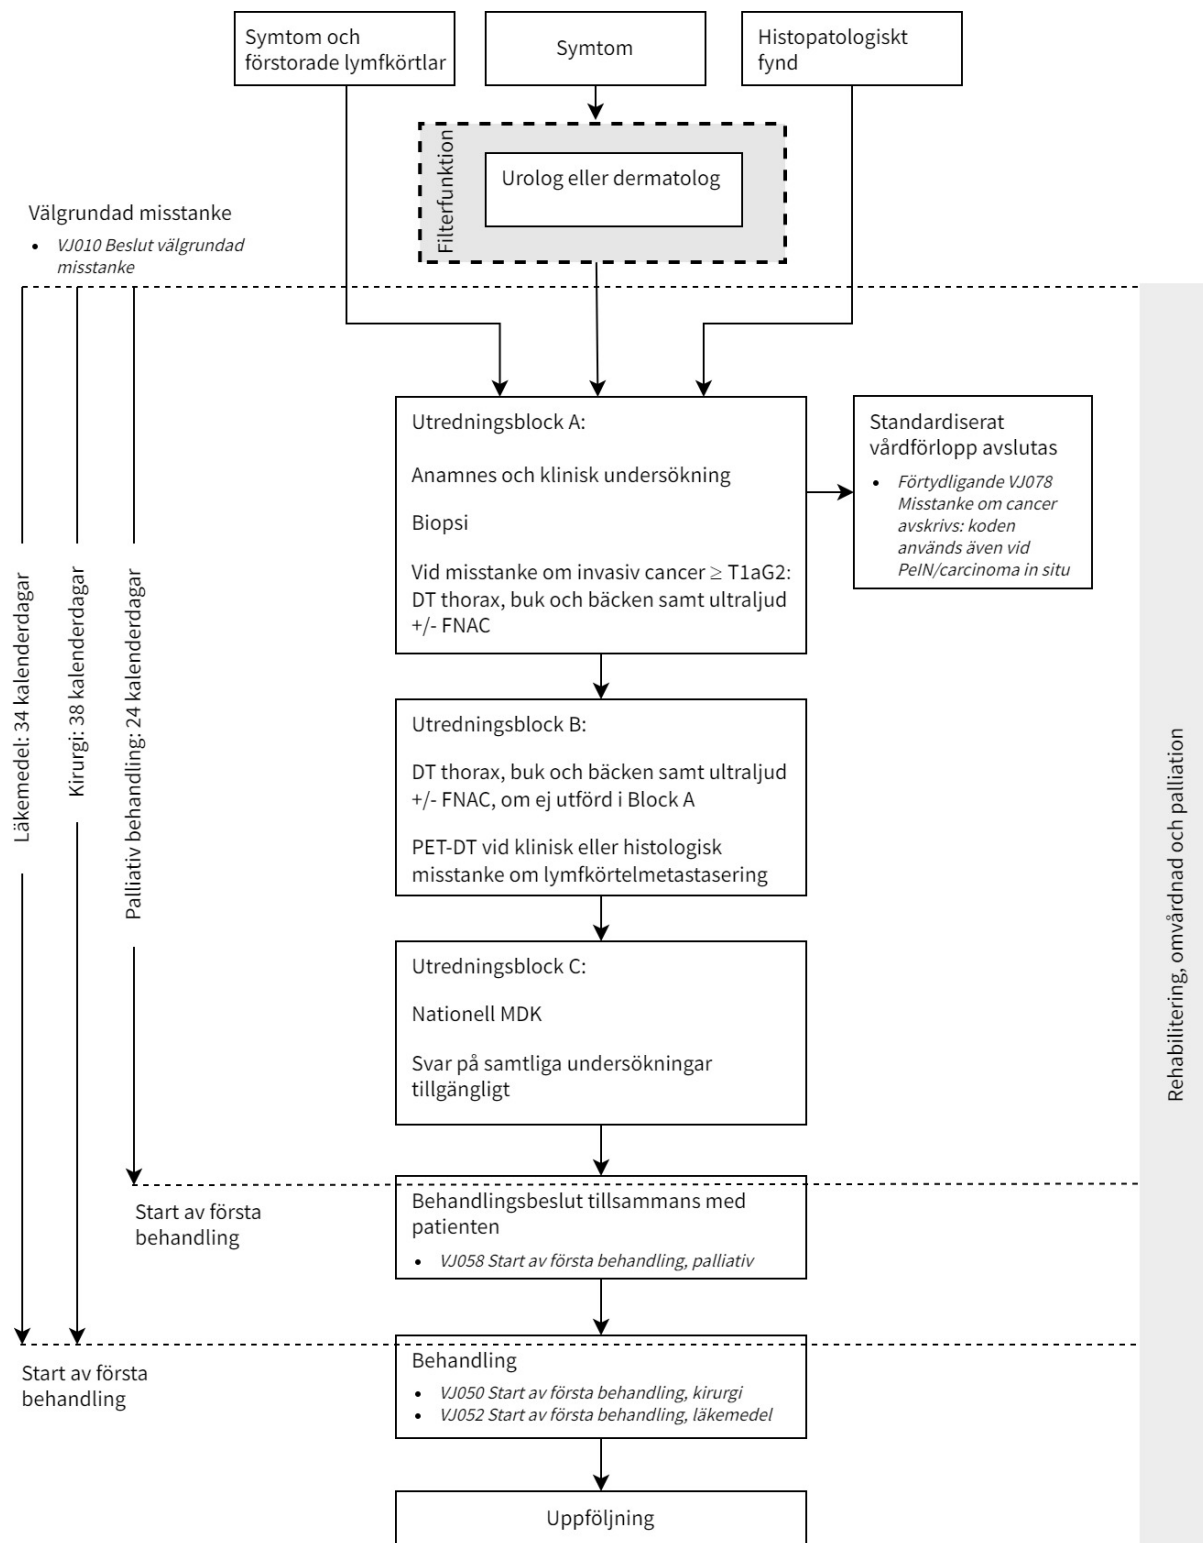 Symtom och
förstorade lymfkörtlar
Symtom
Histopatologiskt
fynd
Filterfunktion
Urolog eller dermatolog
Välgrundad misstanke
• VJ010 Beslut välgrundad
misstanke
Utredningsblock A:
Anamnes och klinisk undersökning
Biopsi
Vid misstanke om invasiv cancer ≥ T1aG2:
DT thorax, buk och bäcken samt ultraljud
+/- FNAC
Standardiserat
vårdförlopp avslutas
• Förtydligande VJ078
Misstanke om cancer
avskrivs: koden
används även vid
PeIN/carcinoma in situ
Läkemedel: 34 kalenderdagar
Kirurgi: 38 kalenderdagar
Palliativ behandling: 24 kalenderdagar
Utredningsblock B:
DT thorax, buk och bäcken samt ultraljud
+/- FNAC, om ej utförd i Block A
PET-DT vid klinisk eller histologisk
misstanke om lymfkörtelmetastasering
Utredningsblock C:
Nationell MDK
Svar på samtliga undersökningar
tillgängligt
Rehabilitering, omvårdnad och palliation
Start av första
behandling
Behandlingsbeslut tillsammans med
patienten
• VJ058 Start av första behandling, palliativ
Start av första
behandling
Behandling
• VJ050 Start av första behandling, kirurgi
• VJ052 Start av första behandling, läkemedel
Uppföljning